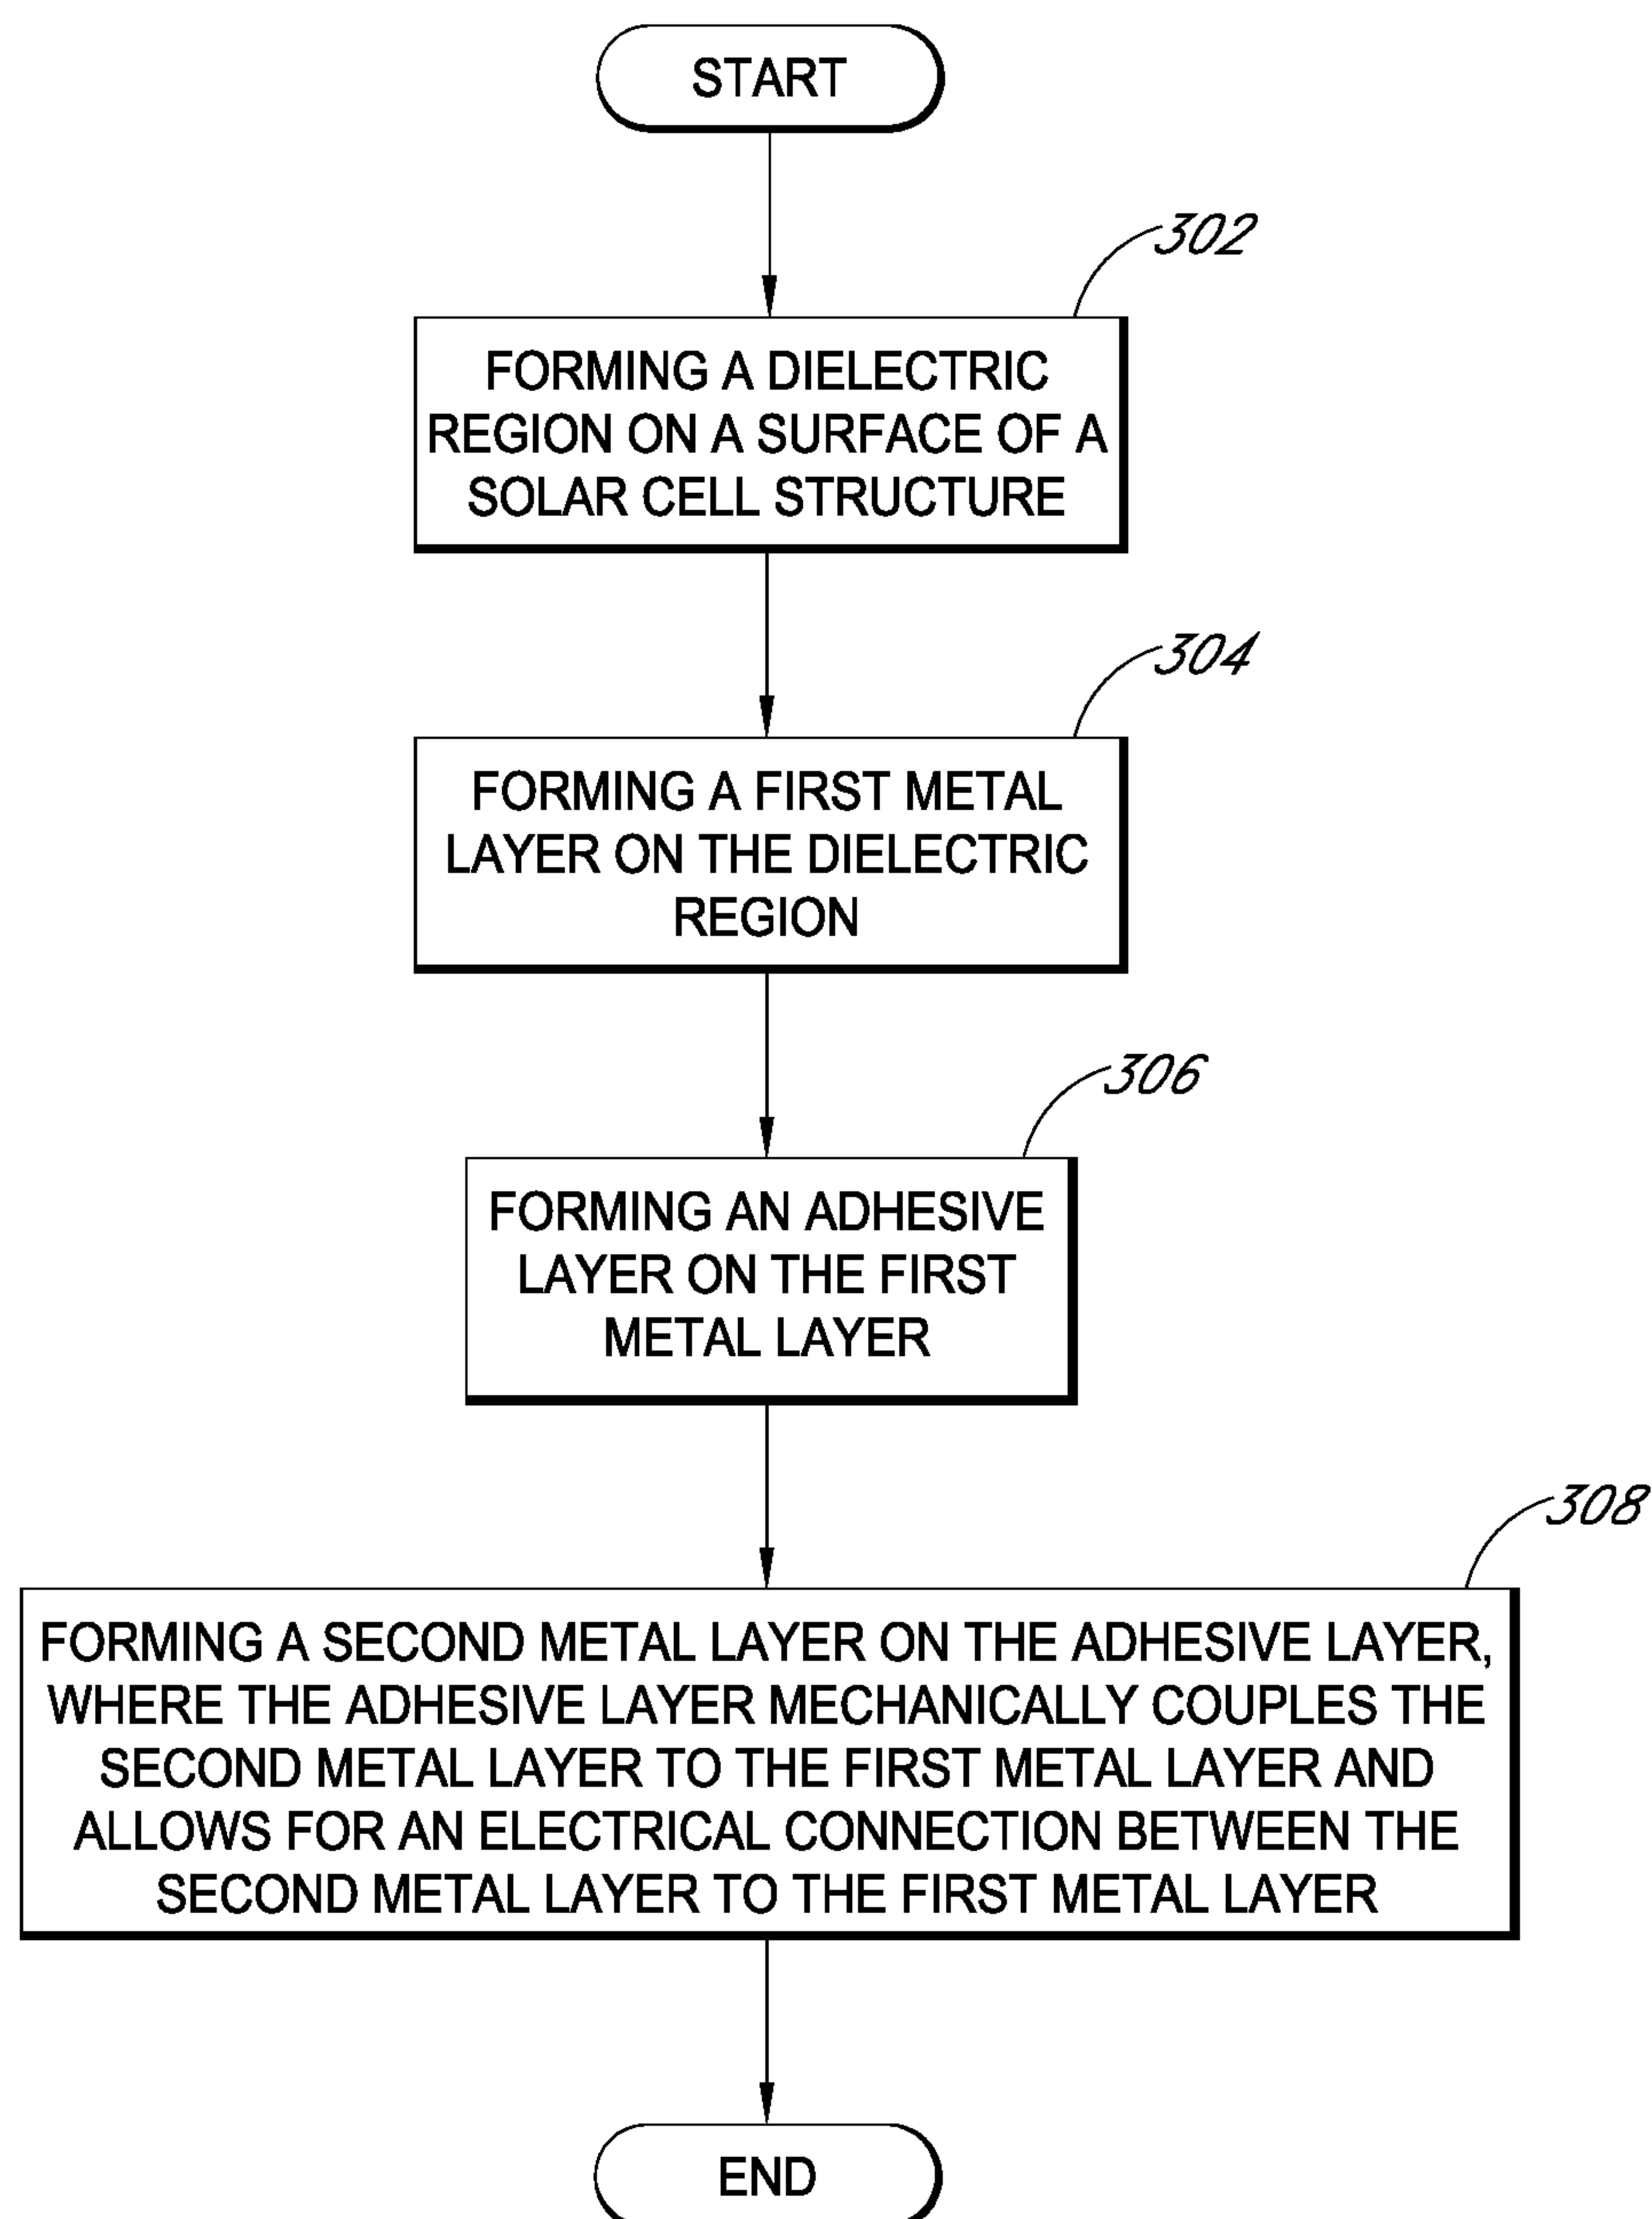 START
302
FORMING A DIELECTRIC
REGION ON A SURFACE OF A
SOLAR CELL STRUCTURE
304
FORMING A FIRST METAL
LAYER ON THE DIELECTRIC
REGION
306
FORMING AN ADHESIVE
LAYER ON THE FIRST
METAL LAYER
308
FORMING A SECOND METAL LAYER ON THE ADHESIVE LAYER,
WHERE THE ADHESIVE LAYER MECHANICALLY COUPLES THE
SECOND METAL LAYER TO THE FIRST METAL LAYER AND
ALLOWS FOR AN ELECTRICAL CONNECTION BETWEEN THE
SECOND METAL LAYER TO THE FIRST METAL LAYER
END